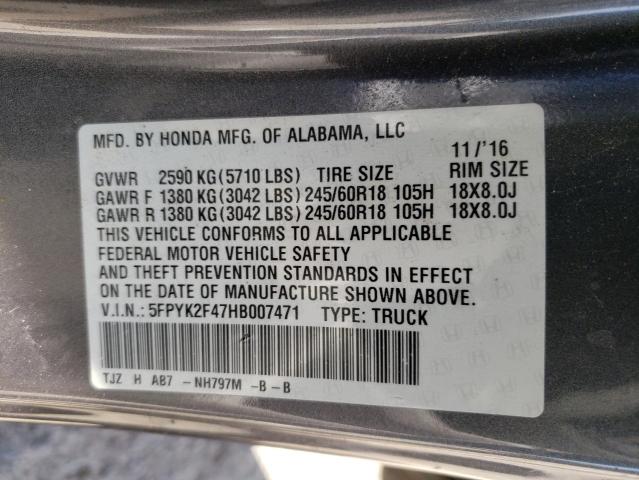 MFD. BY HONDA MFG. OF ALABAMA, LLC
11/'16
GVWR 2590 KG(5710 LBS) TIRE SIZE RIM SIZE
GAWR F 1380 KG(3042 LBS) 245/60R18 105H 18X8.0J
GAWR R 1380 KG(3042 LBS) 245/60R18 105H 18X8.0J
THIS VEHICLE CONFORMS TO ALL APPLICABLE
FEDERAL MOTOR VEHICLE SAFETY
AND THEFT PREVENTION STANDARDS IN EFFECT
ON THE DATE OF MANUFACTURE SHOWN ABOVE.
V.I.N.: 5FPYK2F47HB007471 TYPE: TRUCK
TJZ H AB7 -NH797M -B-B